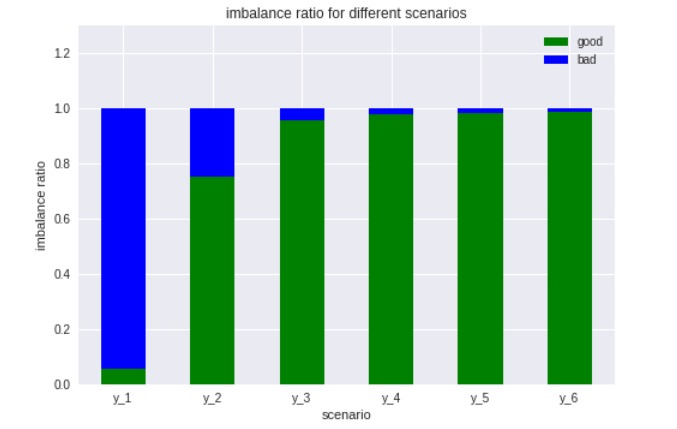 imbalance ratio for different scenarios
good
bad
1.2
1.0
0.8
0.6
0.4
0.2
0.0
imbalance ratio
y_1 y_2 y_3 y_4 y_5 y_6
scenario